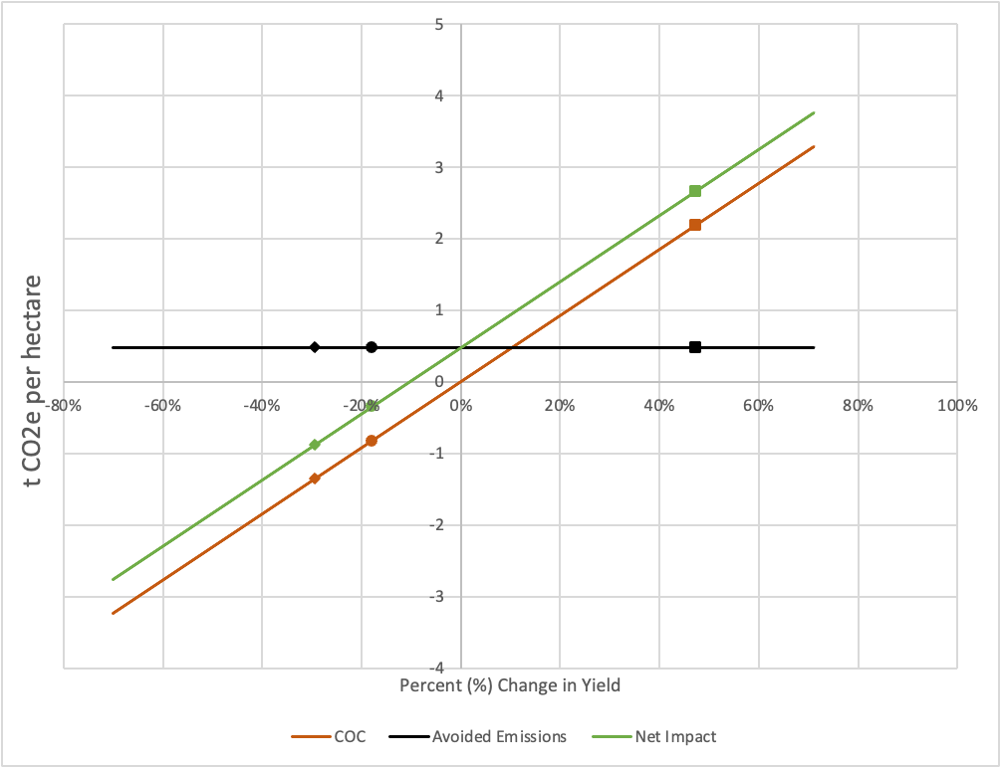 5
4
3
2
1
0
-80% -60% -40% -20% 0% 20% 40% 60% 80% 100%
-1
-2
-3
-4
t CO2e per hectare
Percent (%) Change in Yield
COC Avoided Emissions Net Impact